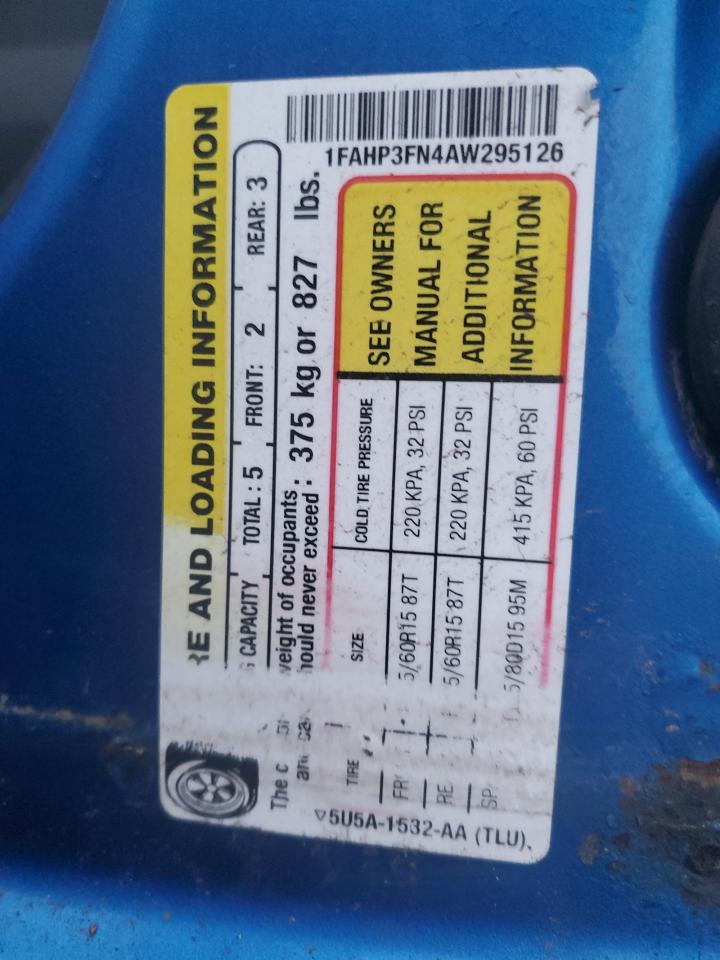 RE AND LOADING INFORMATION
G CAPACITY TOTAL : 5 FRONT: 2 REAR: 3
The c weight of occupants
and ca hould never exceed : 375 kg or 827 lbs.
TIRE SIZE COLD TIRE PRESSURE
FR 5/60R15 87T 220 KPA, 32 PSI
RE 5/60R15 87T 220 KPA, 32 PSI
SP 5/80D15 95M 415 KPA, 60 PSI
SEE OWNERS
MANUAL FOR
ADDITIONAL
INFORMATION
5U5A-1532-AA (TLU).
1FAHP3FN4AW295126